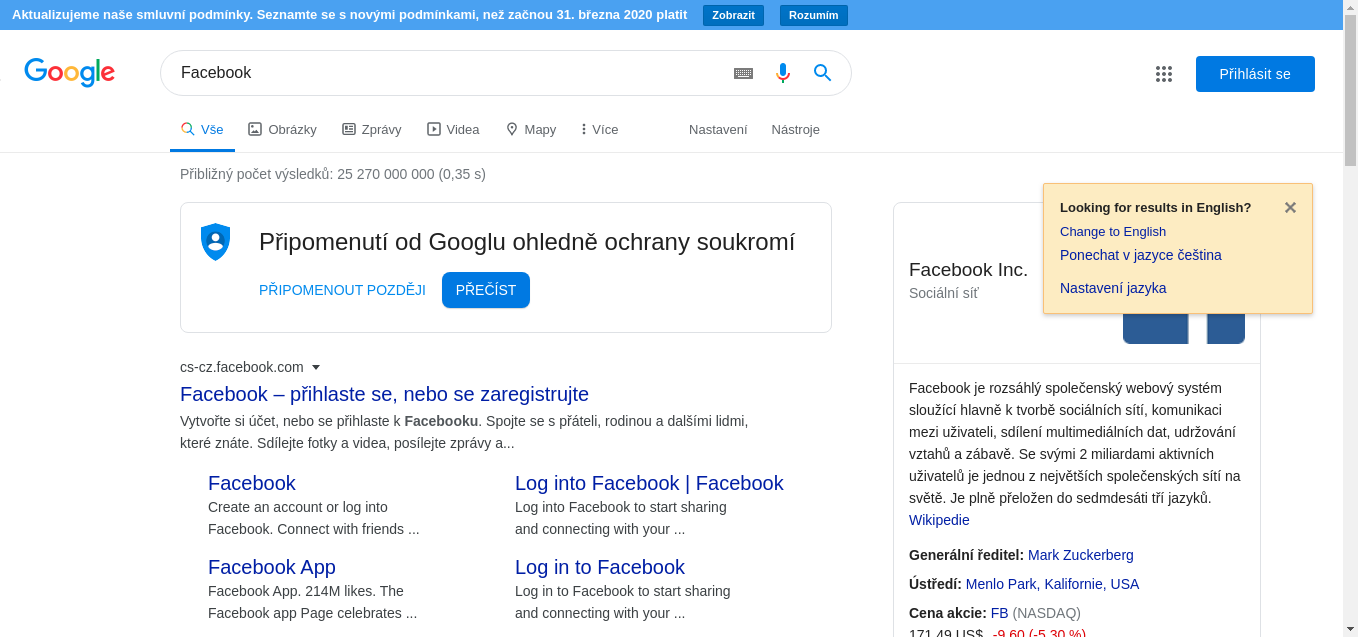 Aktualizujeme naše smluvní podmínky. Seznamte se s novými podmínkami, než začnou 31. března 2020 platit
Zobrazit
Rozumím
Google
Facebook
Přihlásit se
Vše
Obrázky
Zprávy
Videa
Mapy
Více
Nastavení
Nástroje
Přibližný počet výsledků: 25 270 000 000 (0,35 s)
Připomenutí od Googlu ohledně ochrany soukromí
PŘIPOMENOUT POZDĚJI
PŘEČÍST
cs-cz.facebook.com
Facebook – přihlaste se, nebo se zaregistrujte
Vytvořte si účet, nebo se přihlaste k Facebooku. Spojte se s přáteli, rodinou a dalšími lidmi,
které znáte. Sdílejte fotky a videa, posílejte zprávy a...
Facebook
Create an account or log into
Facebook. Connect with friends ...
Log into Facebook | Facebook
Log into Facebook to start sharing
and connecting with your ...
Facebook App
Facebook App. 214M likes. The
Facebook app Page celebrates ...
Log in to Facebook
Log in to Facebook to start sharing
and connecting with your ...
Looking for results in English?
Change to English
Ponechat v jazyce čeština
Nastavení jazyka
Facebook Inc.
Sociální síť
Facebook je rozsáhlý společenský webový systém
sloužící hlavně k tvorbě sociálních sítí, komunikaci
mezi uživateli, sdílení multimediálních dat, udržování
vztahů a zábavě. Se svými 2 miliardami aktivních
uživatelů je jednou z největších společenských sítí na
světě. Je plně přeložen do sedmdesáti tří jazyků.
Wikipedie
Generální ředitel: Mark Zuckerberg
Ústředí: Menlo Park, Kalifornie, USA
Cena akcie: FB (NASDAQ)
171,49 US$ -9,60 (-5,30 %)